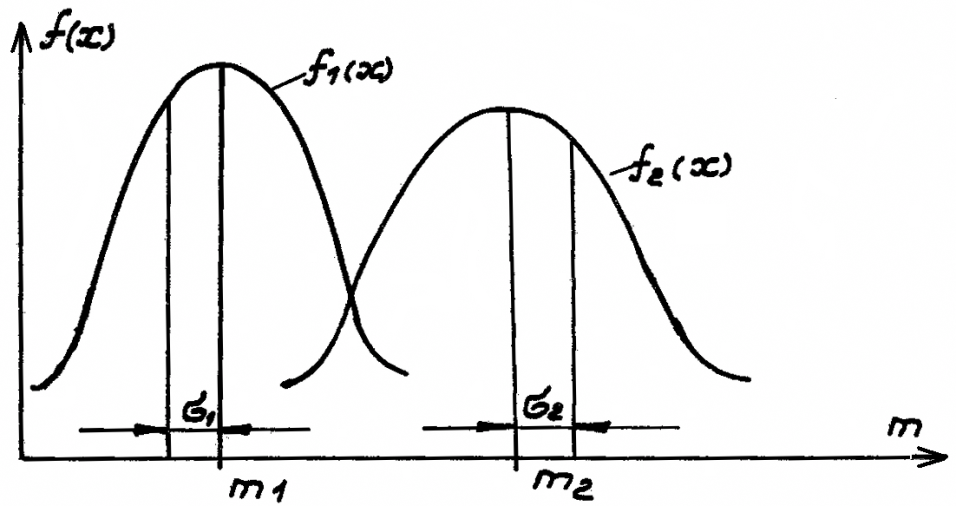 f(x)
f₁(x)
f₂(x)
σ₁
σ₂
m
m₁
m₂